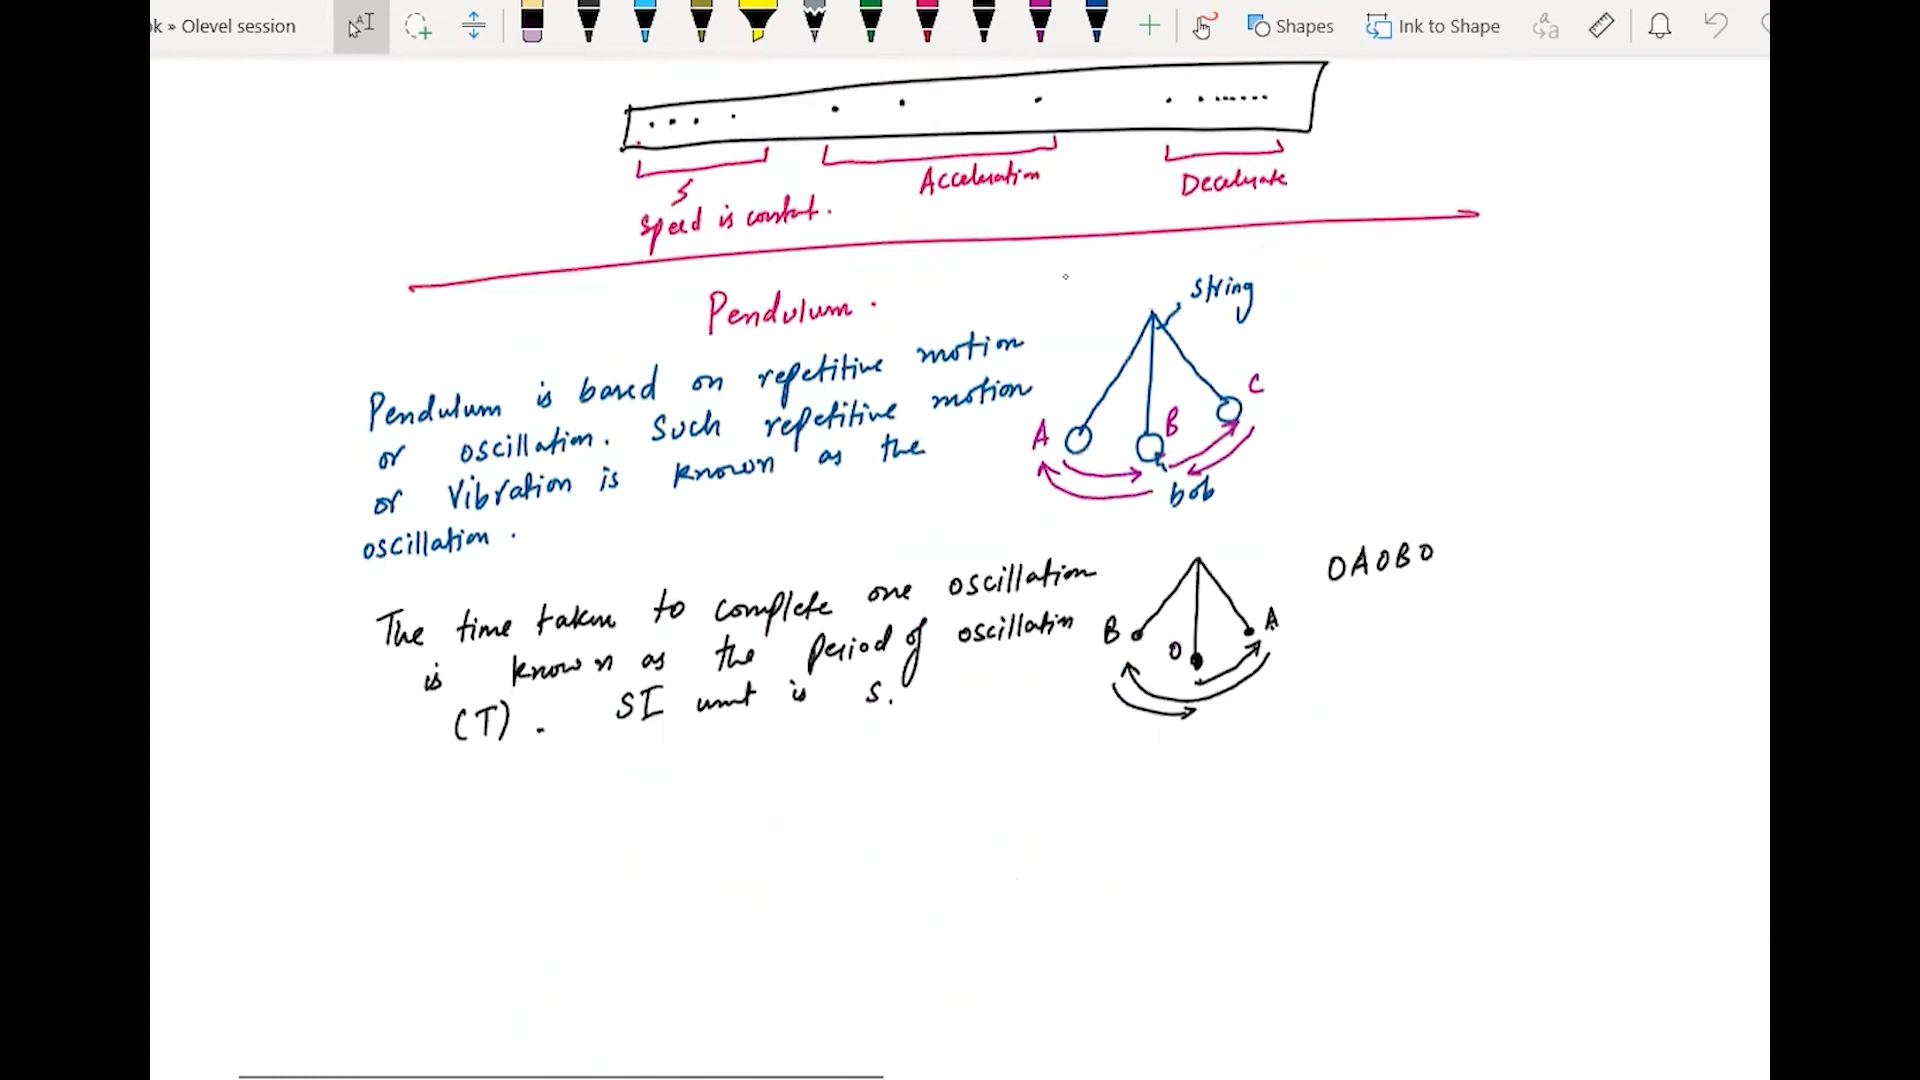 ok » Olevel session
Shapes
Ink to Shape
S
Speed is constant.
Acceleration
Decelerate
Pendulum.
string
Pendulum is based on repetitive motion
or oscillation. Such repetitive motion
or vibration is known as the
oscillation.
A
B
C
bob
The time taken to complete one oscillation
is known as the period of oscillation
(T). SI unit is s.
B
O
A
OAOBO